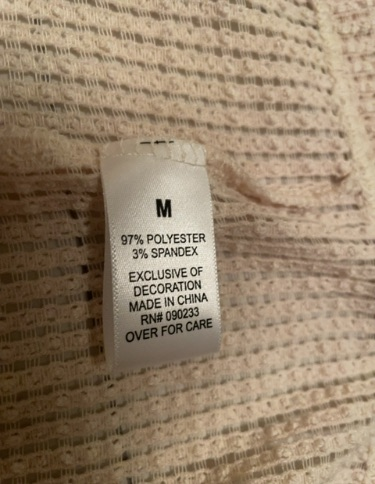 M
97% POLYESTER
3% SPANDEX
EXCLUSIVE OF
DECORATION
MADE IN CHINA
RN# 090233
OVER FOR CARE